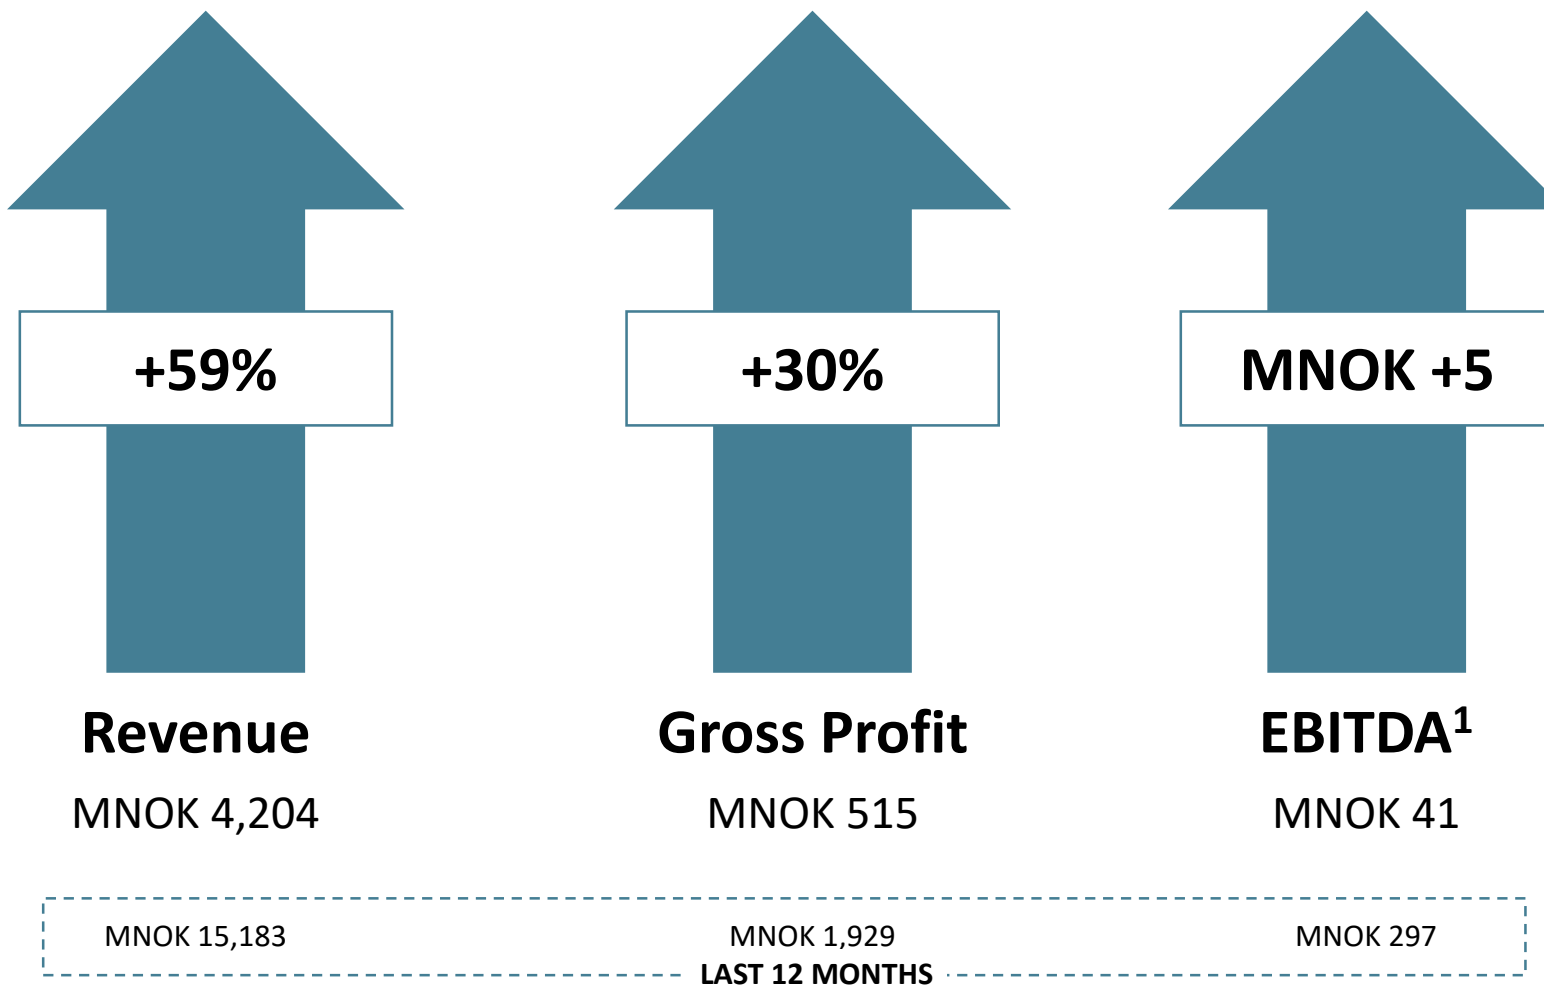 +59%
+30%
MNOK +5
Revenue
Gross Profit
EBITDA¹
MNOK 4,204
MNOK 515
MNOK 41
MNOK 15,183
MNOK 1,929
MNOK 297
LAST 12 MONTHS